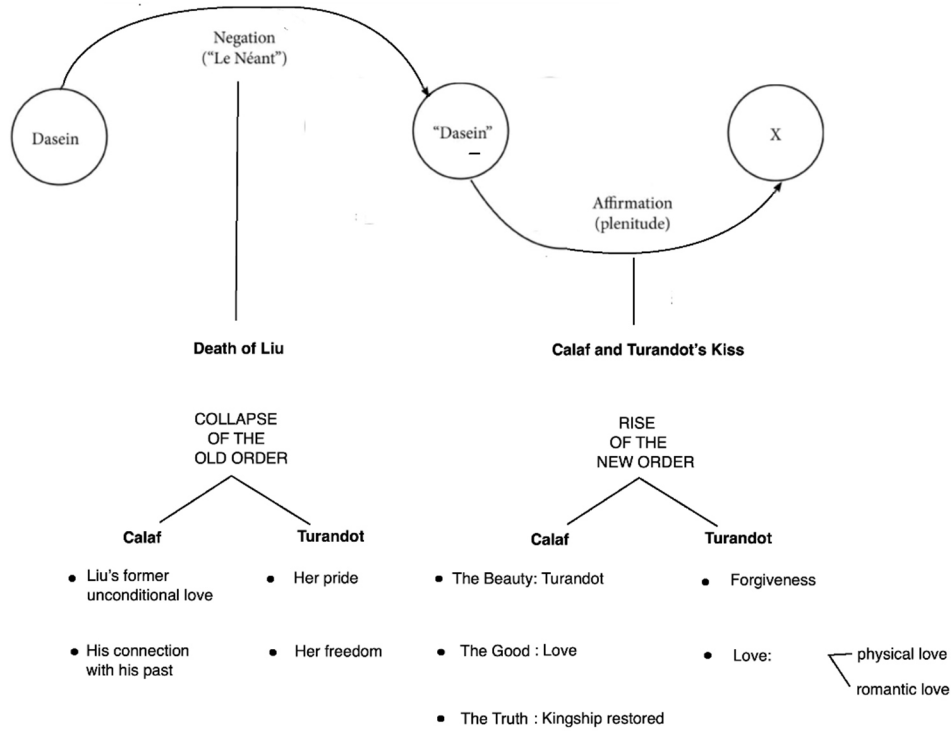 Negation
(“Le Néant”)
Dasein
“Dasein”
X
Affirmation
(plenitude)
Death of Liu
Calaf and Turandot’s Kiss
COLLAPSE
OF THE
OLD ORDER
RISE
OF THE
NEW ORDER
Calaf
Turandot
Calaf
Turandot
• Liu’s former
unconditional love
• His connection
with his past
• Her pride
• Her freedom
• The Beauty: Turandot
• The Good : Love
• The Truth : Kingship restored
• Forgiveness
• Love:
physical love
romantic love